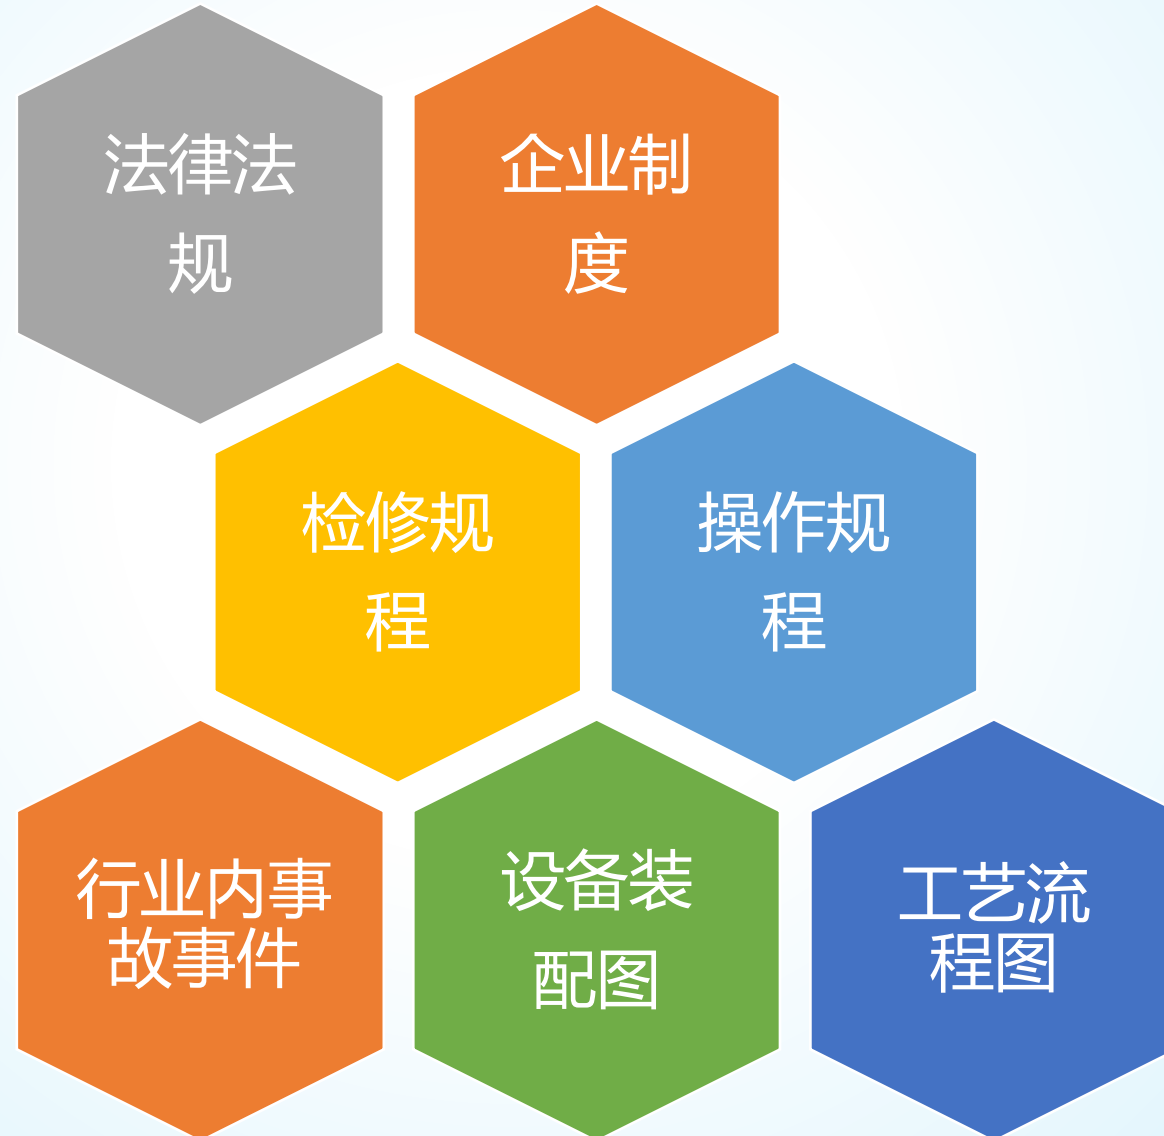 法律法
规
企业制
度
检修规
程
操作规
程
行业内事
故事件
设备装
配图
工艺流
程图